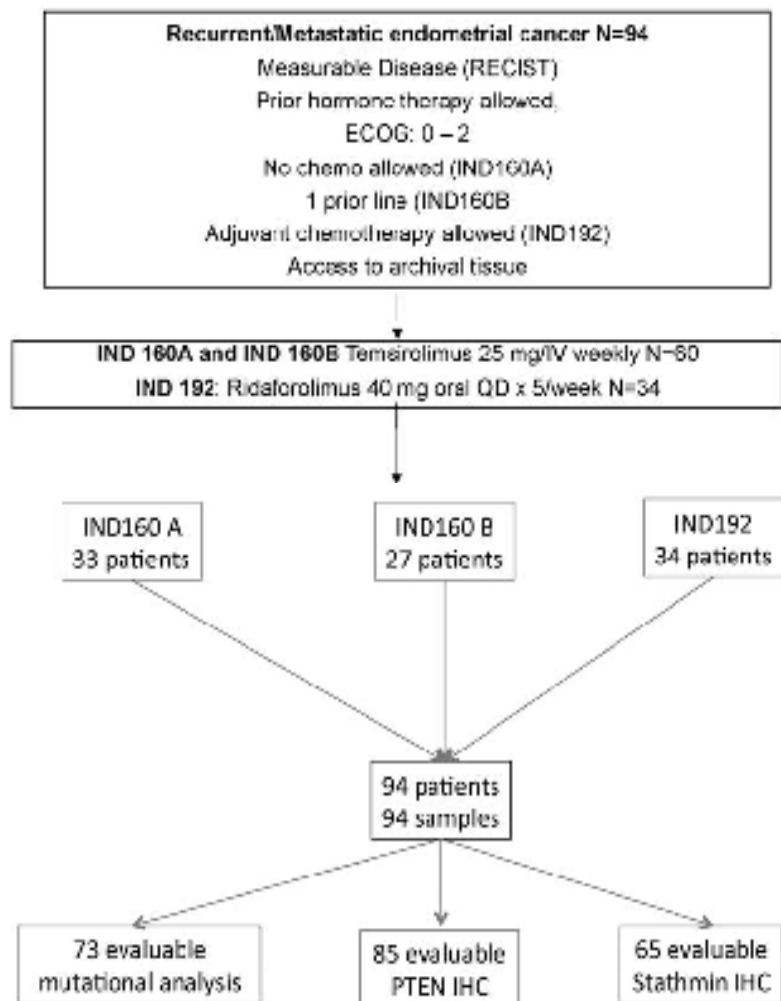 Recurrent/Metastatic endometrial cancer N=94
Measurable Disease (RECIST)
Prior hormone therapy allowed,
ECOG: 0 – 2
No chemo allowed (IND160A)
1 prior line (IND160B
Adjuvant chemotherapy allowed (IND192)
Access to archival tissue
IND 160A and IND 160B Temsirolimus 25 mg/IV weekly N=60
IND 192: Ridaforolimus 40 mg oral QD x 5/week N=34
IND160 A
33 patients
IND160 B
27 patients
IND192
34 patients
94 patients
94 samples
73 evaluable
mutational analysis
85 evaluable
PTEN IHC
65 evaluable
Stathmin IHC